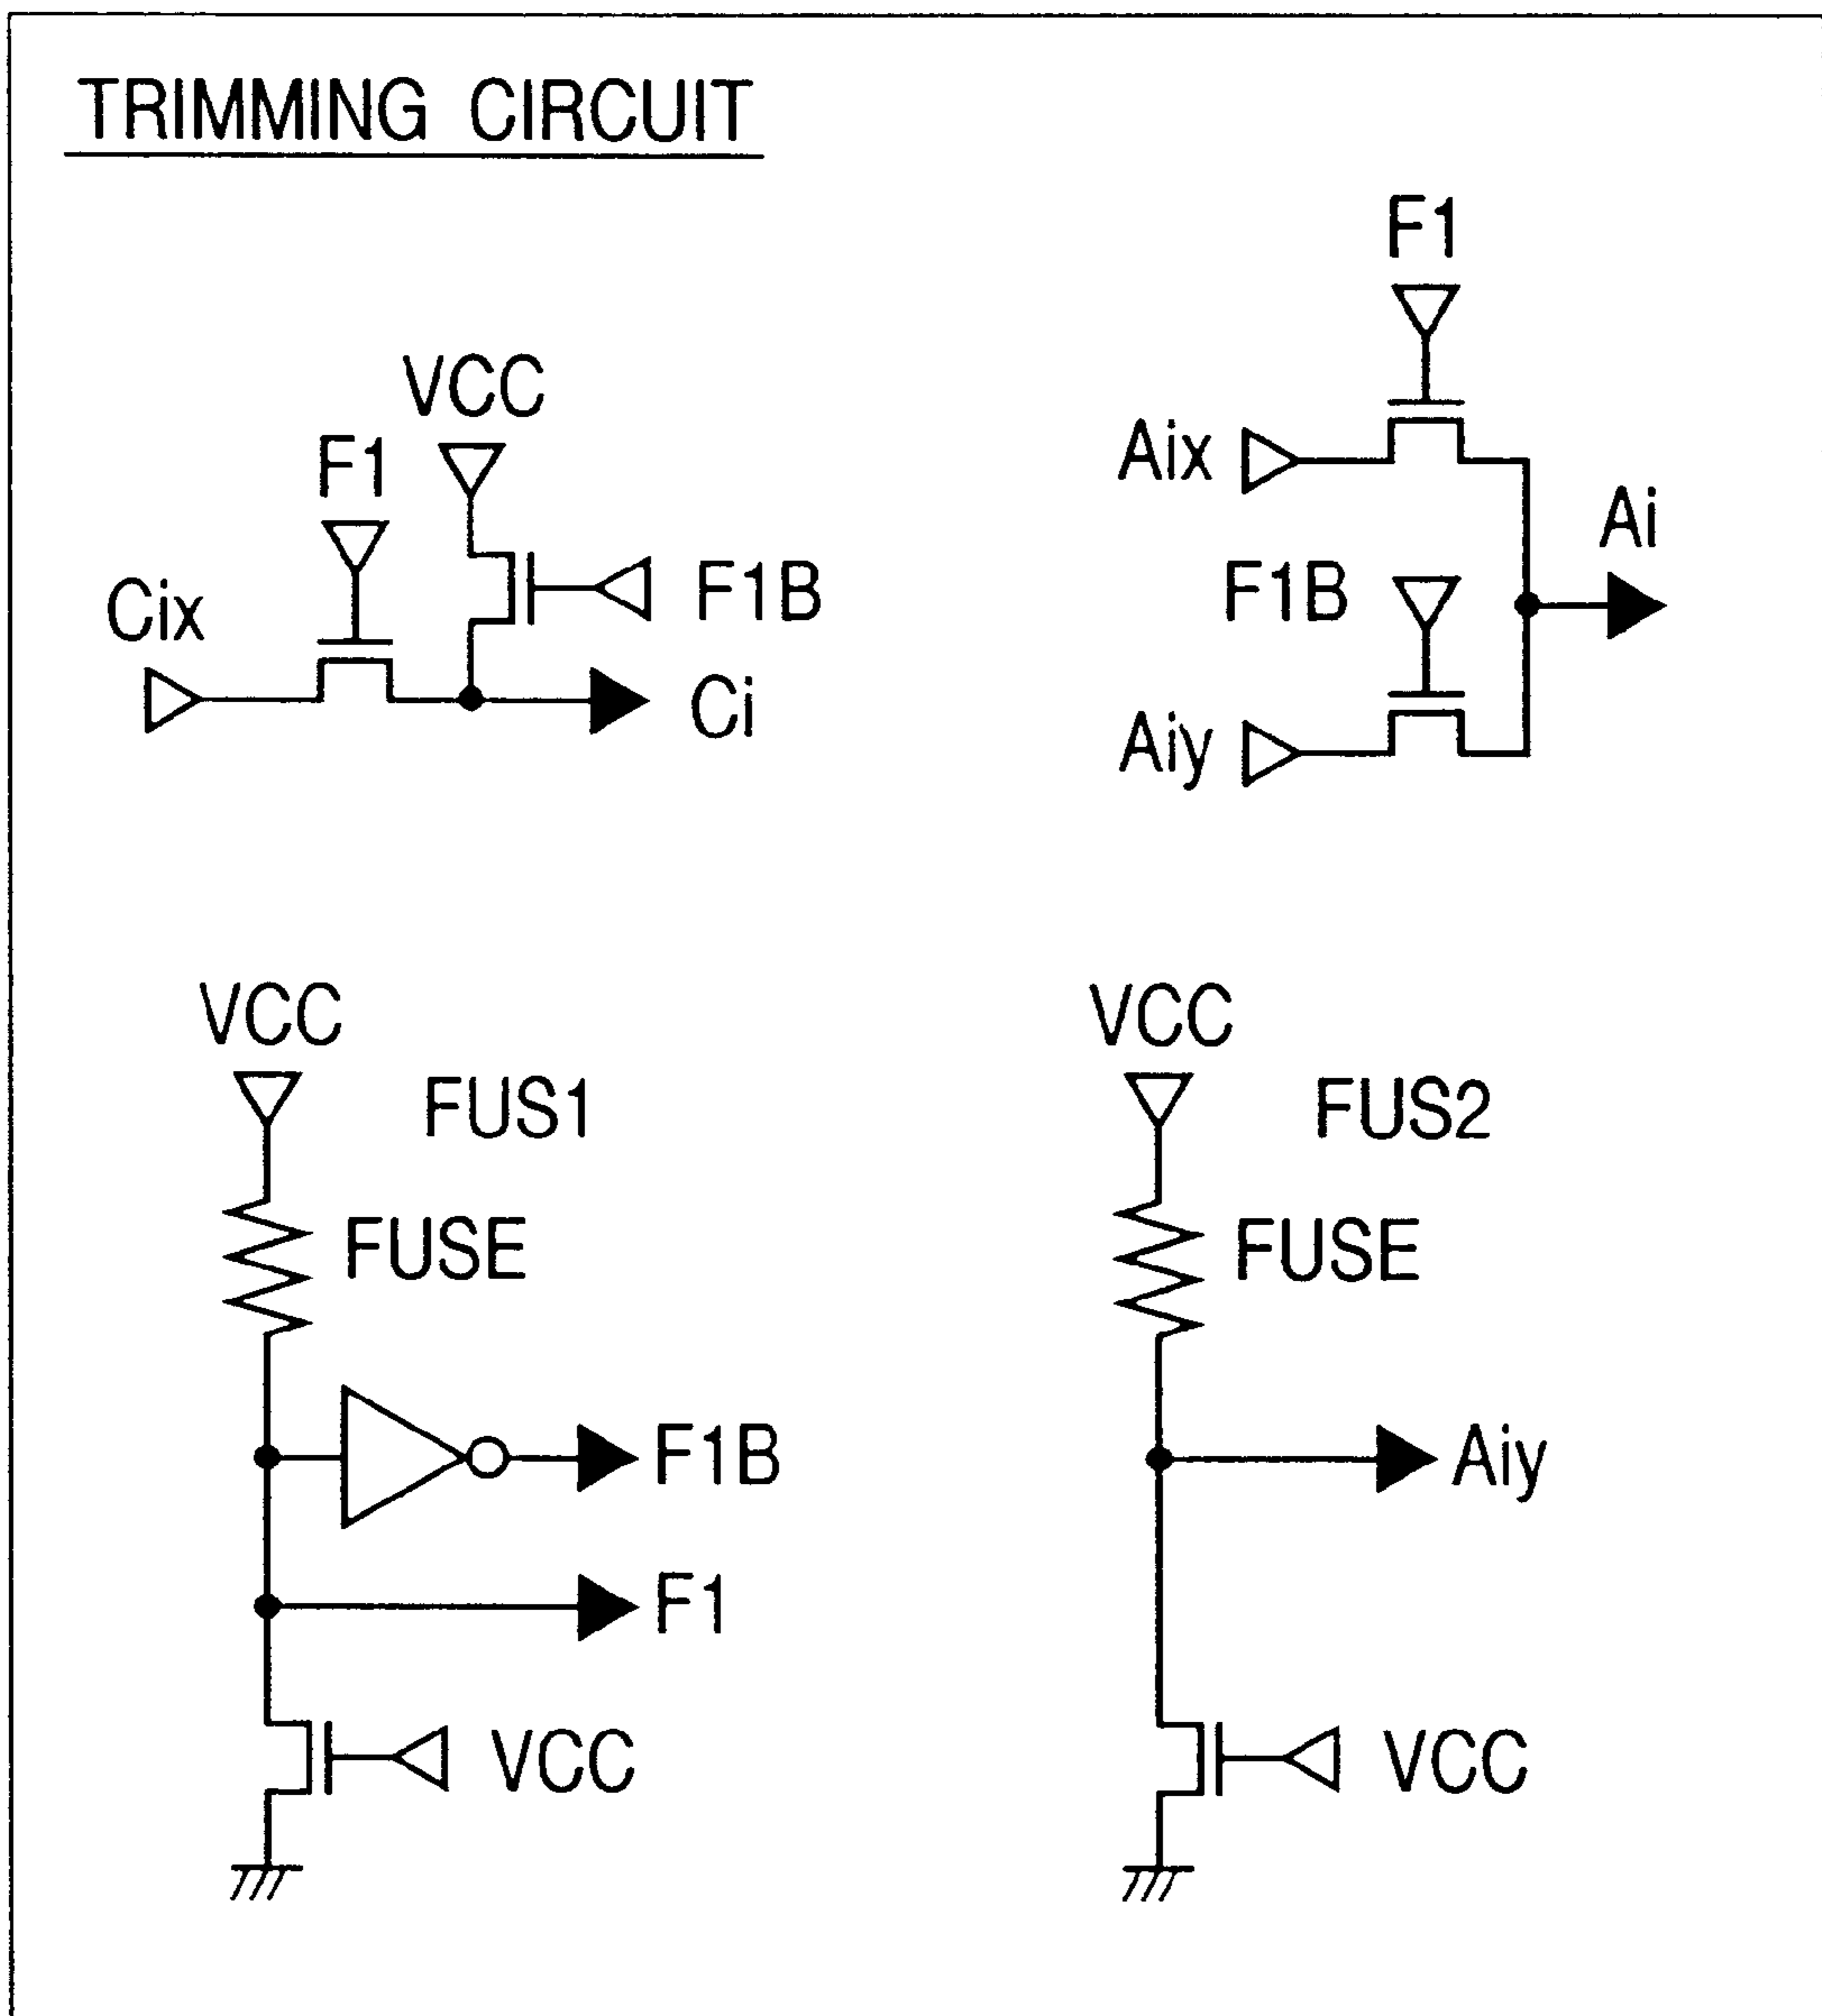 TRIMMING CIRCUIT
F1
VCC
F1
Aix
Ai
Cix
F1B
F1B
Ci
Aiy
VCC
VCC
FUS1
FUS2
FUSE
FUSE
F1B
Aiy
F1
VCC
VCC